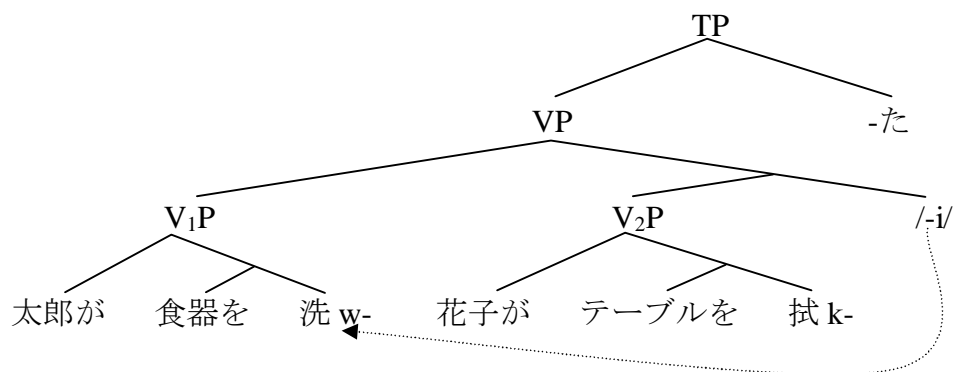 TP
VP -た
V₁P V₂P /-i/
太郎が 食器を 洗 w- 花子が テーブルを 拭 k-